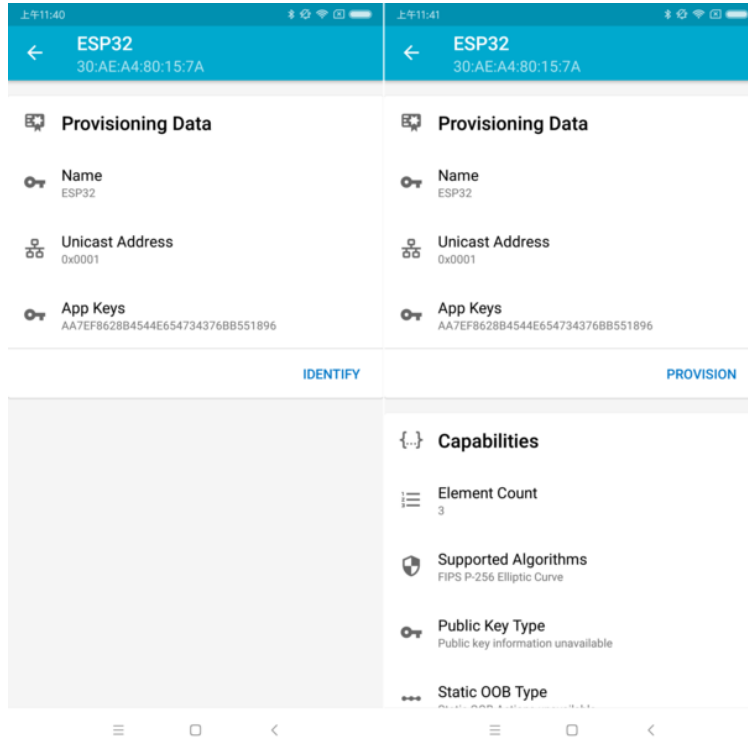 上午11:40
ESP32
30:AE:A4:80:15:7A
Provisioning Data
Name
ESP32
Unicast Address
0x0001
App Keys
AA7EF8628B4544E654734376BB551896
IDENTIFY
上午11:41
ESP32
30:AE:A4:80:15:7A
Provisioning Data
Name
ESP32
Unicast Address
0x0001
App Keys
AA7EF8628B4544E654734376BB551896
PROVISION
{...} Capabilities
Element Count
3
Supported Algorithms
FIPS P-256 Elliptic Curve
Public Key Type
Public key information unavailable
Static OOB Type